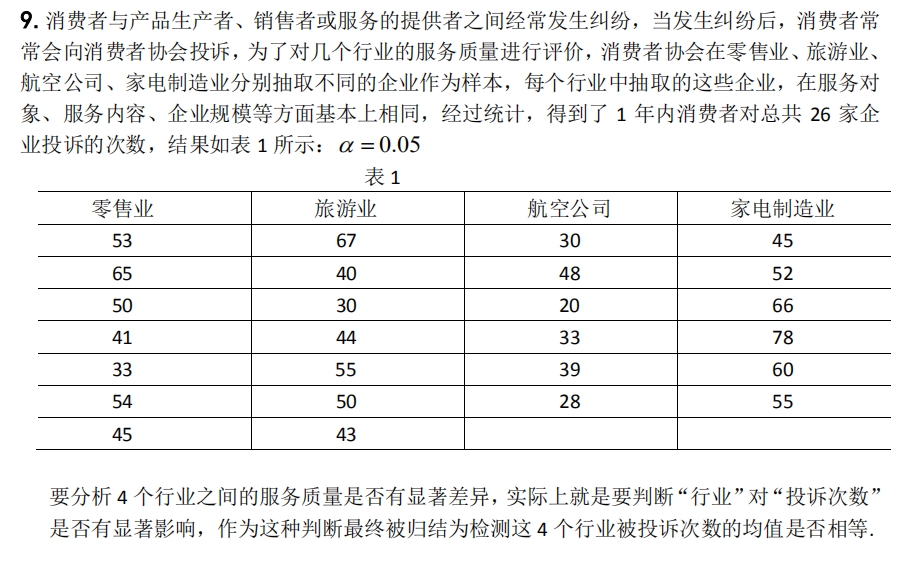 9. 消费者与产品生产者、销售者或服务的提供者之间经常发生纠纷，当发生纠纷后，消费者常
常会向消费者协会投诉，为了对几个行业的服务质量进行评价，消费者协会在零售业、旅游业、
航空公司、家电制造业分别抽取不同的企业作为样本，每个行业中抽取的这些企业，在服务对
象、服务内容、企业规模等方面基本上相同，经过统计，得到了 1 年内消费者对总共 26 家企
业投诉的次数，结果如表 1 所示：α = 0.05
表 1
零售业 旅游业 航空公司 家电制造业
53 67 30 45
65 40 48 52
50 30 20 66
41 44 33 78
33 55 39 60
54 50 28 55
45 43
要分析 4 个行业之间的服务质量是否有显著差异，实际上就是要判断“行业”对“投诉次数”
是否有显著影响，作为这种判断最终被归结为检测这 4 个行业被投诉次数的均值是否相等.